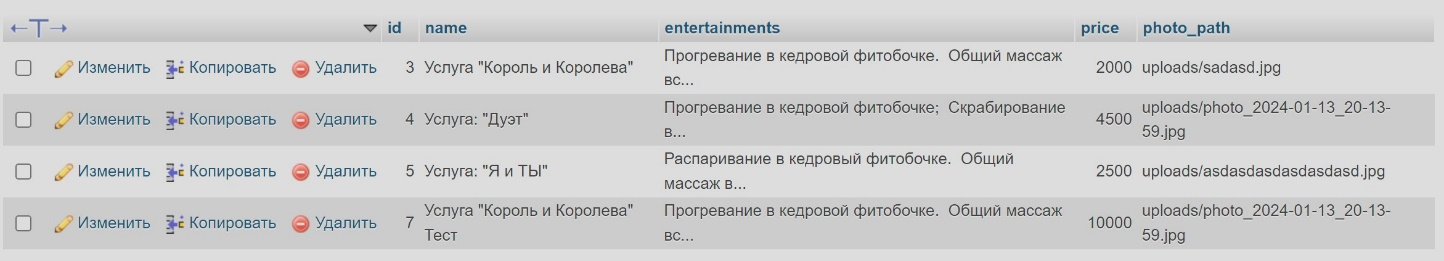 ←T→ id name entertainments price photo_path
Изменить Копировать Удалить 3 Услуга "Король и Королева" Прогревание в кедровой фитобочке. Общий массаж вс... 2000 uploads/sadasd.jpg
Изменить Копировать Удалить 4 Услуга: "Дуэт" Прогревание в кедровой фитобочке; Скрабирование в... 4500 uploads/photo_2024-01-13_20-13-59.jpg
Изменить Копировать Удалить 5 Услуга: "Я и ТЫ" Распаривание в кедровый фитобочке. Общий массаж в... 2500 uploads/asdasdasdasdasdasd.jpg
Изменить Копировать Удалить 7 Услуга "Король и Королева" Тест Прогревание в кедровой фитобочке. Общий массаж вс... 10000 uploads/photo_2024-01-13_20-13-59.jpg